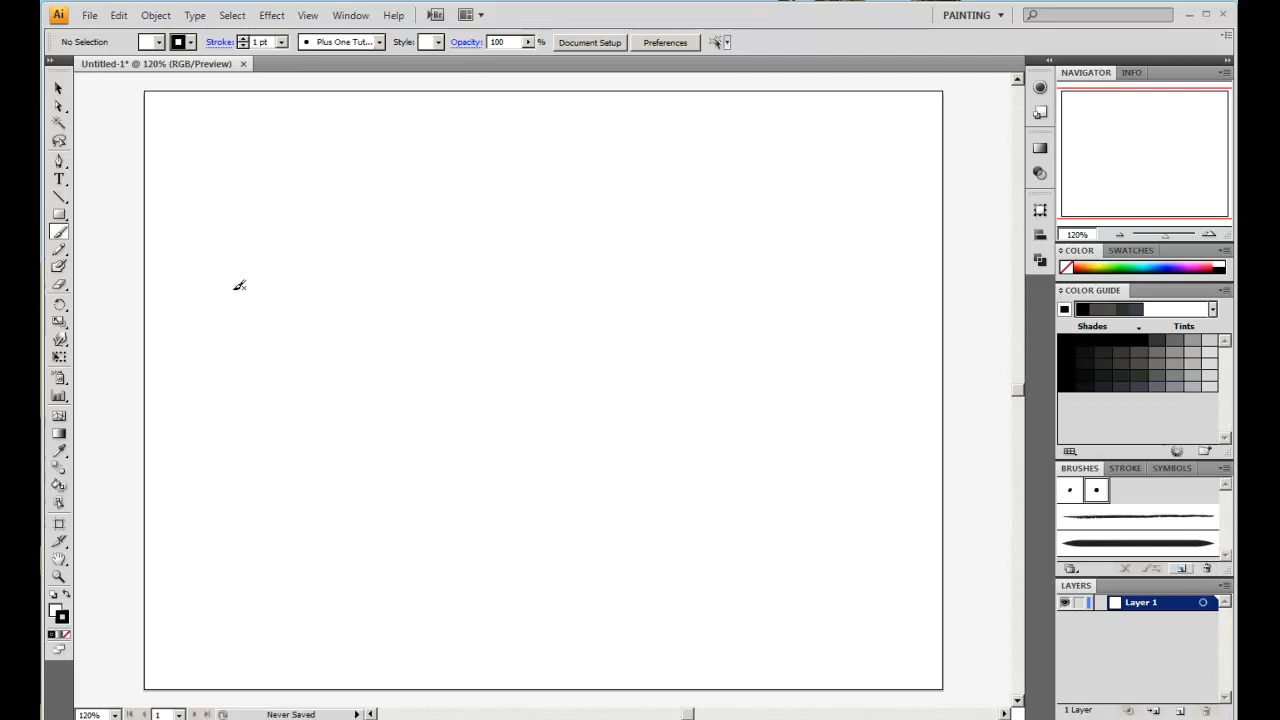 Ai File Edit Object Type Select Effect View Window Help Br PAINTING
No Selection Stroke: 1 pt Plus One Tut... Style: Opacity: 100 % Document Setup Preferences
Untitled-1* @ 120% (RGB/Preview)
NAVIGATOR INFO
120%
COLOR SWATCHES
COLOR GUIDE
Shades Tints
BRUSHES STROKE SYMBOLS
LAYERS
Layer 1
1 Layer
120% 1 Never Saved